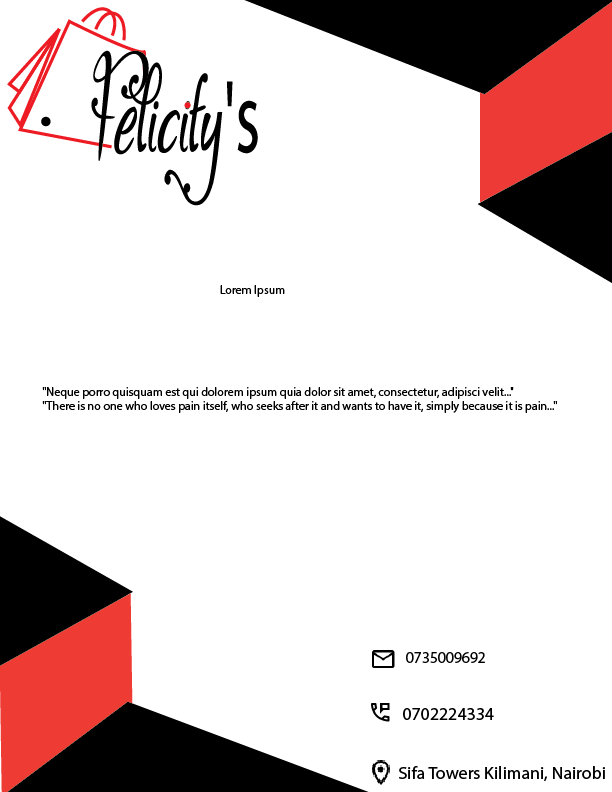 Felicity's
Lorem Ipsum
"Neque porro quisquam est qui dolorem ipsum quia dolor sit amet, consectetur, adipisci velit..."
"There is no one who loves pain itself, who seeks after it and wants to have it, simply because it is pain..."
0735009692
0702224334
Sifa Towers Kilimani, Nairobi